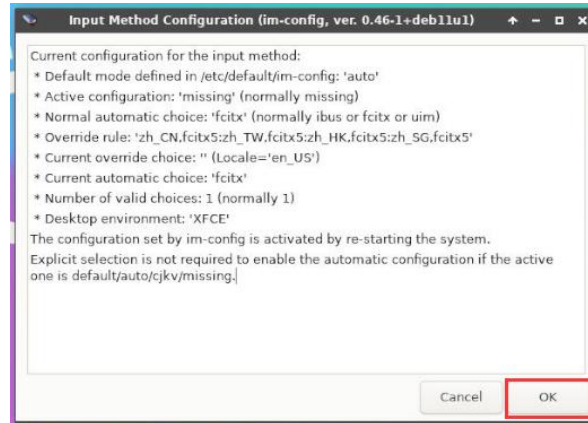 Input Method Configuration (im-config, ver. 0.46-1+deb11u1)
Current configuration for the input method:
* Default mode defined in /etc/default/im-config: 'auto'
* Active configuration: 'missing' (normally missing)
* Normal automatic choice: 'fcitx' (normally ibus or fcitx or uim)
* Override rule: 'zh_CN,fcitx5:zh_TW,fcitx5:zh_HK,fcitx5:zh_SG,fcitx5'
* Current override choice: '' (Locale='en_US')
* Current automatic choice: 'fcitx'
* Number of valid choices: 1 (normally 1)
* Desktop environment: 'XFCE'
The configuration set by im-config is activated by re-starting the system.
Explicit selection is not required to enable the automatic configuration if the active
one is default/auto/cjkv/missing.
Cancel
OK